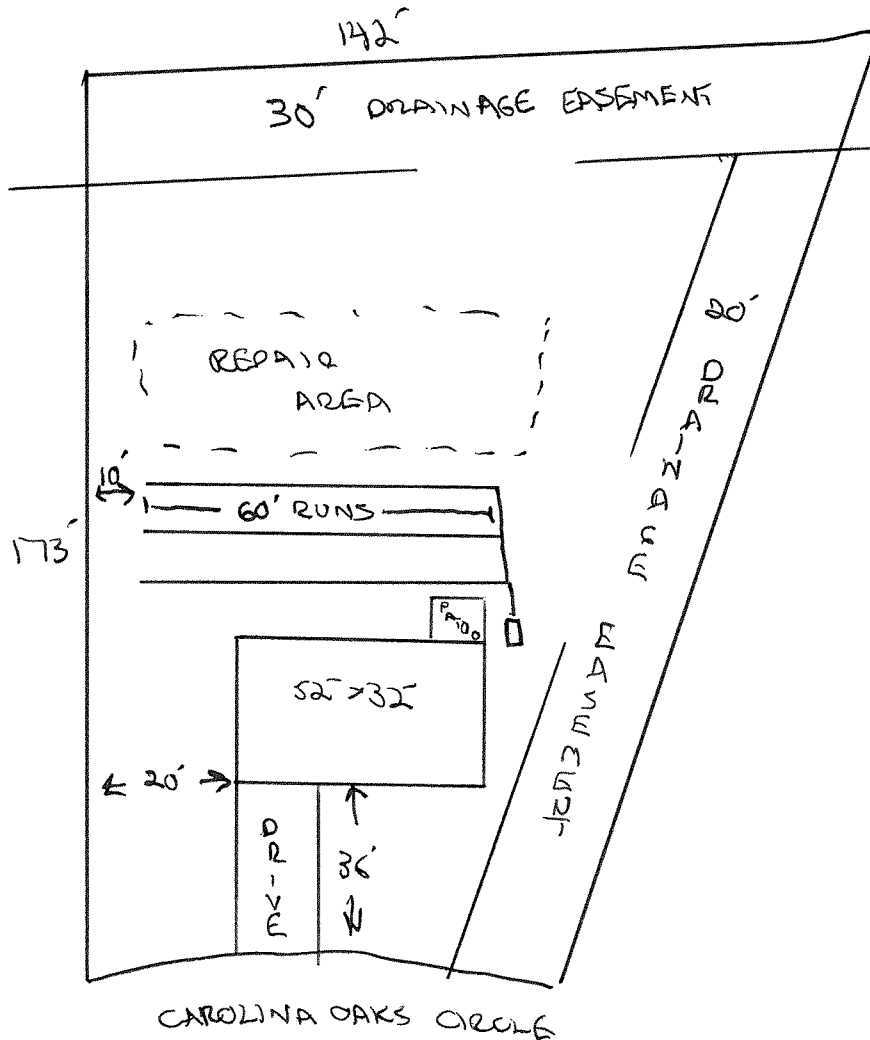 142'
30' DRAINAGE EASEMENT
20' DRAINAGE EASEMENT
REPAIR
AREA
10'
60' RUNS
173'
PATIO
52' x 32'
20'
DRIVE
36'
CAROLINA OAKS CIRCLE